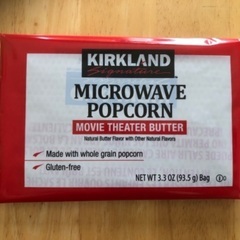 KIRKLAND
Signature
MICROWAVE
POPCORN
MOVIE THEATER BUTTER
Natural Butter Flavor with Other Natural Flavors
✓ Made with whole grain popcorn
✓ Gluten-free
NET WT 3.3 OZ (93.5 g) Bag